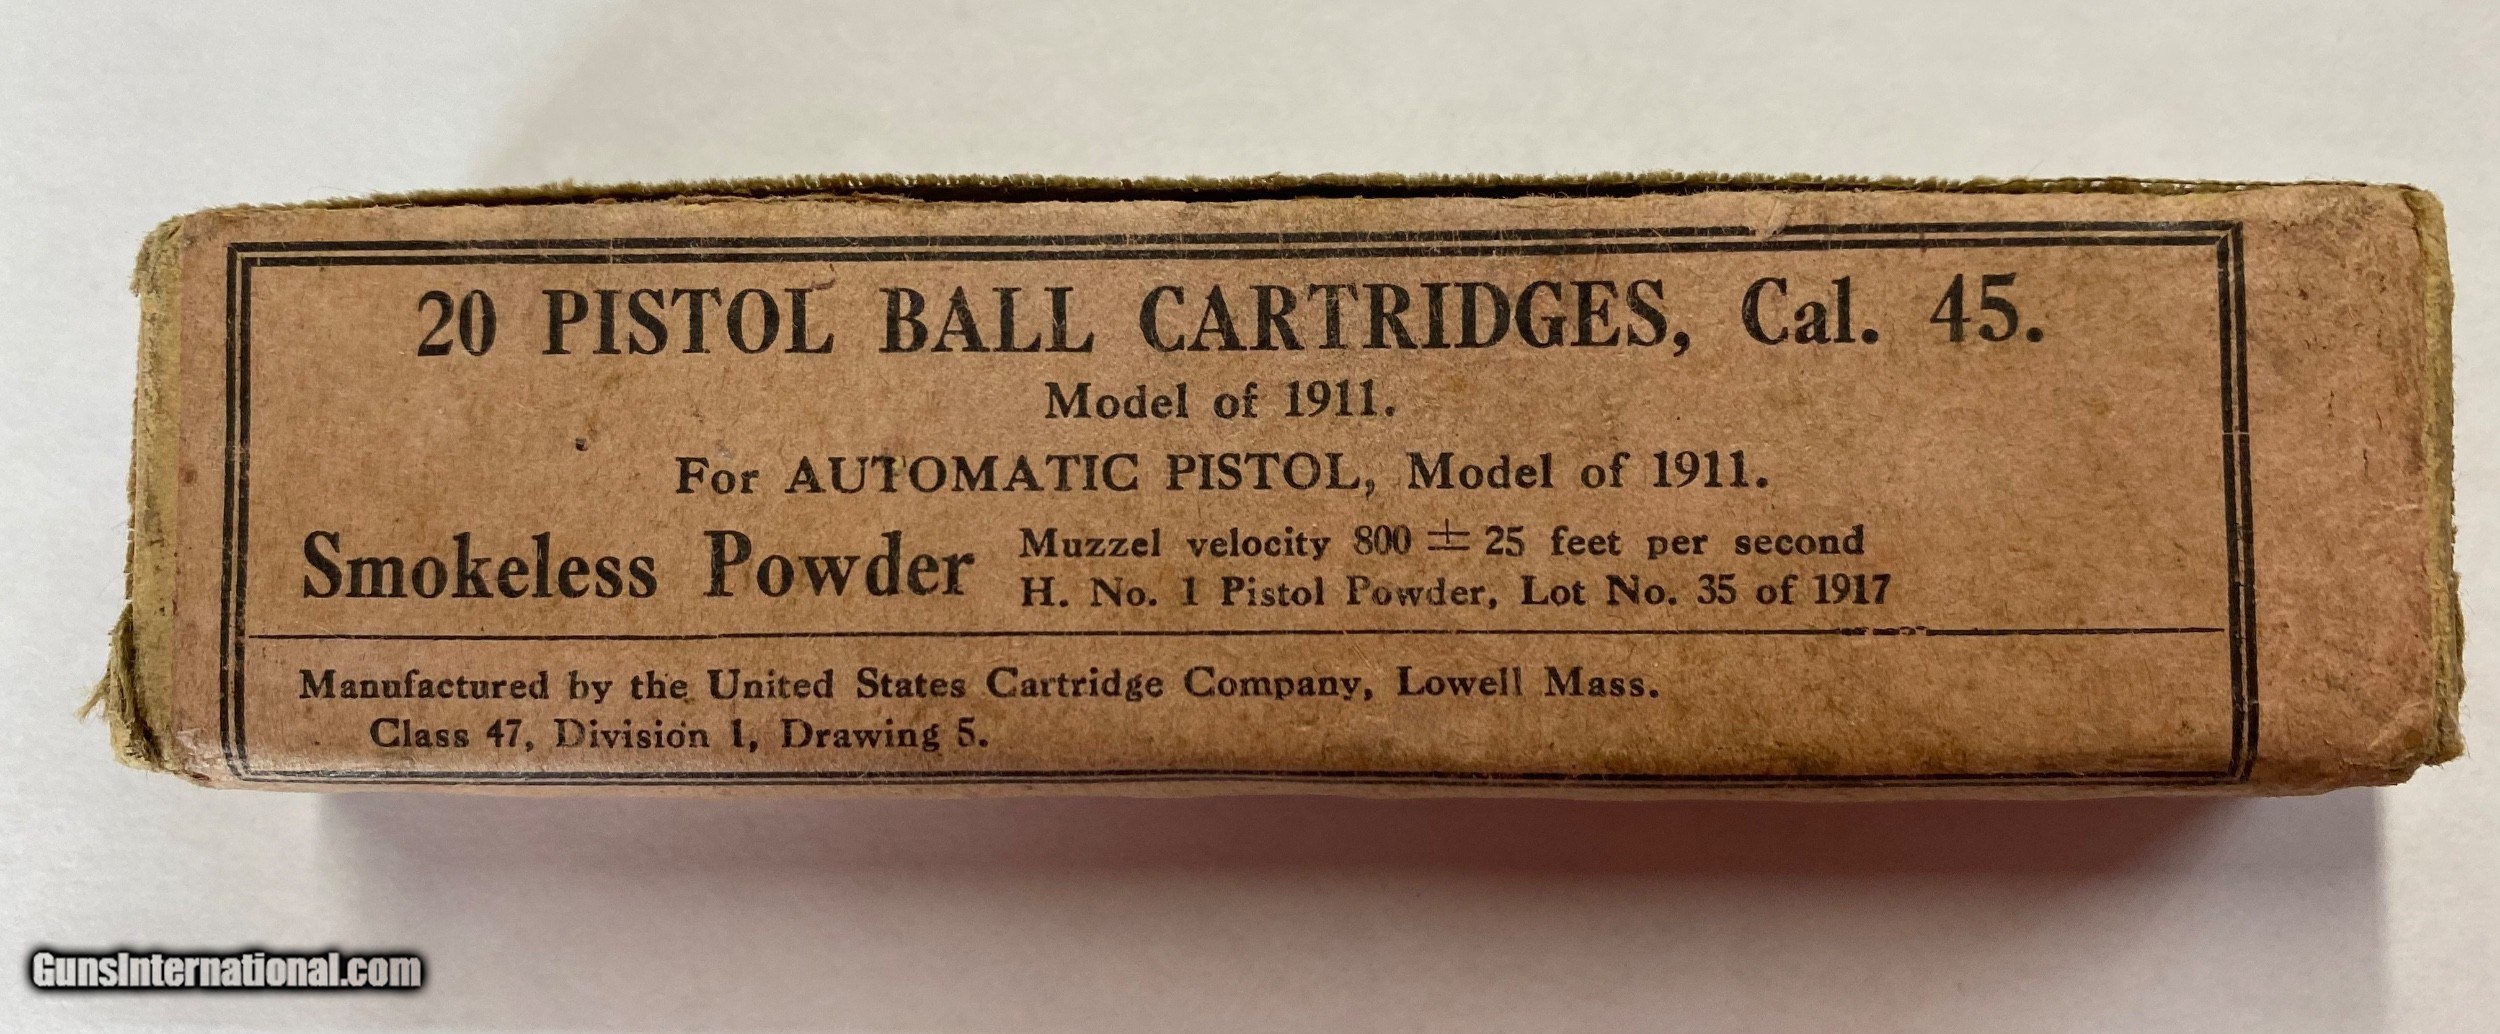 20 PISTOL BALL CARTRIDGES, Cal. 45.
Model of 1911.
For AUTOMATIC PISTOL, Model of 1911.
Smokeless Powder
Muzzel velocity 800 ± 25 feet per second
H. No. 1 Pistol Powder, Lot No. 35 of 1917
Manufactured by the United States Cartridge Company, Lowell Mass.
Class 47, Division 1, Drawing 5.
GunsInternational.com